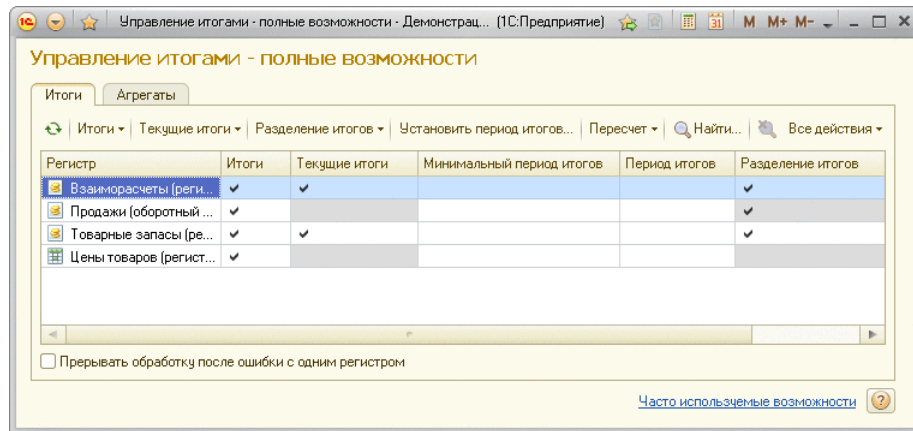 Управление итогами - полные возможности - Демонстрац... (1С:Предприятие) 31 M M+ M-
Управление итогами - полные возможности
Итоги Агрегаты
Итоги Текущие итоги Разделение итогов Установить период итогов... Пересчет Найти... Все действия
Регистр Итоги Текущие итоги Минимальный период итогов Период итогов Разделение итогов
Взаиморасчеты (реги...
Продажи (оборотный ...
Товарные запасы (ре...
Цены товаров (регист...
Прерывать обработку после ошибки с одним регистром
Часто используемые возможности ?